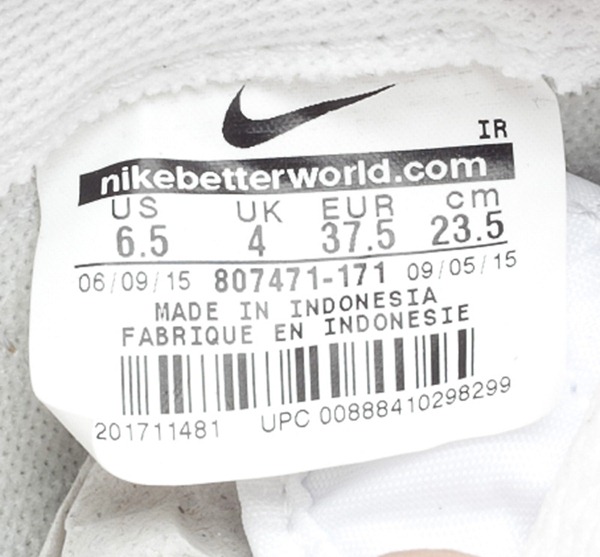 IR
nikebetterworld.com
US UK EUR cm
6.5 4 37.5 23.5
06/09/15 807471-171 09/05/15
MADE IN INDONESIA
FABRIQUE EN INDONESIE
201711481 UPC 00888410298299